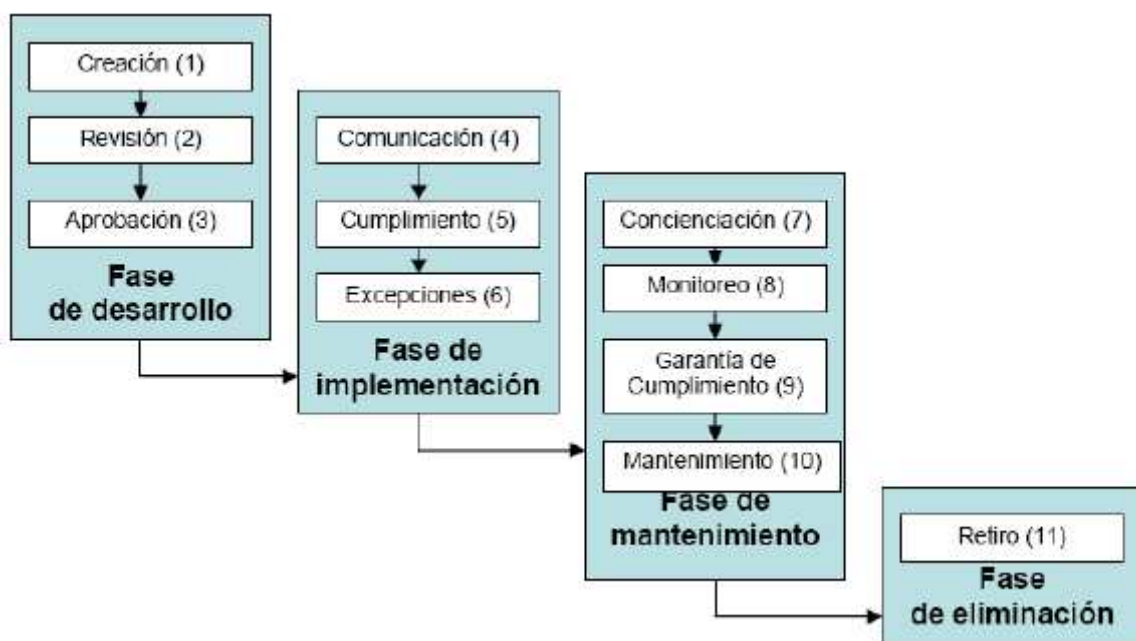 Creación (1)
Revisión (2)
Aprobación (3)
Fase
de desarrollo
Comunicación (4)
Cumplimiento (5)
Excepciones (6)
Fase de
implementación
Concienciación (7)
Monitoreo (8)
Garantía de
Cumplimiento (9)
Mantenimiento (10)
Fase de
mantenimiento
Retiro (11)
Fase
de eliminación